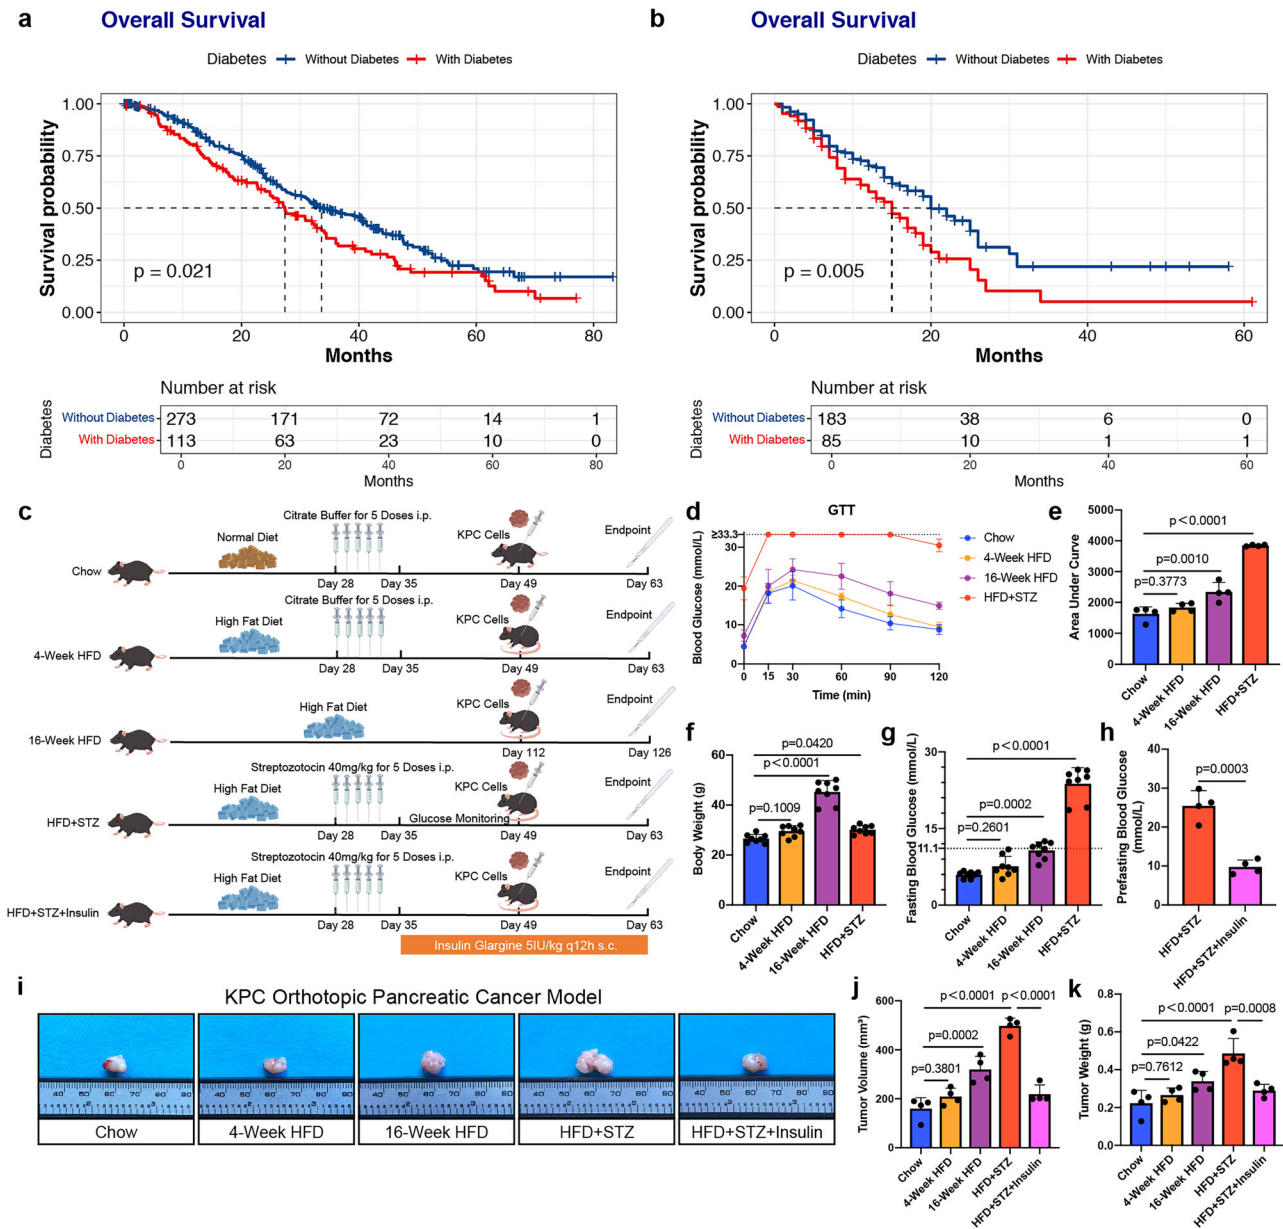 a
Overall Survival
Diabetes Without Diabetes With Diabetes
Survival probability
1.00
0.75
0.50
0.25
0.00
p = 0.021
0 20 40 60 80
Months
Number at risk
Diabetes
Without Diabetes 273 171 72 14 1
With Diabetes 113 63 23 10 0
0 20 40 60 80
Months
b
Overall Survival
Diabetes Without Diabetes With Diabetes
Survival probability
1.00
0.75
0.50
0.25
0.00
p = 0.005
0 20 40 60
Months
Number at risk
Diabetes
Without Diabetes 183 38 6 0
With Diabetes 85 10 1 1
0 20 40 60
Months
c
Chow
Normal Diet
Citrate Buffer for 5 Doses i.p.
KPC Cells
Endpoint
Day 28 Day 35 Day 49 Day 63
4-Week HFD
High Fat Diet
Citrate Buffer for 5 Doses i.p.
KPC Cells
Endpoint
Day 28 Day 35 Day 49 Day 63
16-Week HFD
High Fat Diet
KPC Cells
Endpoint
Day 112 Day 126
HFD+STZ
High Fat Diet
Streptozotocin 40mg/kg for 5 Doses i.p.
KPC Cells
Endpoint
Glucose Monitoring
Day 28 Day 35 Day 49 Day 63
HFD+STZ+Insulin
High Fat Diet
Streptozotocin 40mg/kg for 5 Doses i.p.
KPC Cells
Endpoint
Day 28 Day 35 Day 49 Day 63
Insulin Glargine 5IU/kg q12h s.c.
d
GTT
Blood Glucose (mmol/L)
≥33.3
30
20
10
0
0 15 30 60 90 120
Time (min)
Chow
4-Week HFD
16-Week HFD
HFD+STZ
e
Area Under Curve
5000
4000
3000
2000
1000
0
p<0.0001
p=0.0010
p=0.3773
Chow
4-Week HFD
16-Week HFD
HFD+STZ
f
Body Weight (g)
60
40
20
0
p=0.0420
p<0.0001
p=0.1009
Chow
4-Week HFD
16-Week HFD
HFD+STZ
g
Fasting Blood Glucose (mmol/L)
30
15
11.1
0
p<0.0001
p=0.0002
p=0.2601
Chow
4-Week HFD
16-Week HFD
HFD+STZ
h
Prefasting Blood Glucose
(mmol/L)
40
30
20
10
0
p=0.0003
HFD+STZ
HFD+STZ+Insulin
i
KPC Orthotopic Pancreatic Cancer Model
Chow
4-Week HFD
16-Week HFD
HFD+STZ
HFD+STZ+Insulin
j
Tumor Volume (mm³)
600
400
200
0
p<0.0001 p<0.0001
p=0.0002
p=0.3801
Chow
4-Week HFD
16-Week HFD
HFD+STZ
HFD+STZ+Insulin
k
Tumor Weight (g)
0.8
0.6
0.4
0.2
0.0
p<0.0001 p=0.0008
p=0.0422
p=0.7612
Chow
4-Week HFD
16-Week HFD
HFD+STZ
HFD+STZ+Insulin